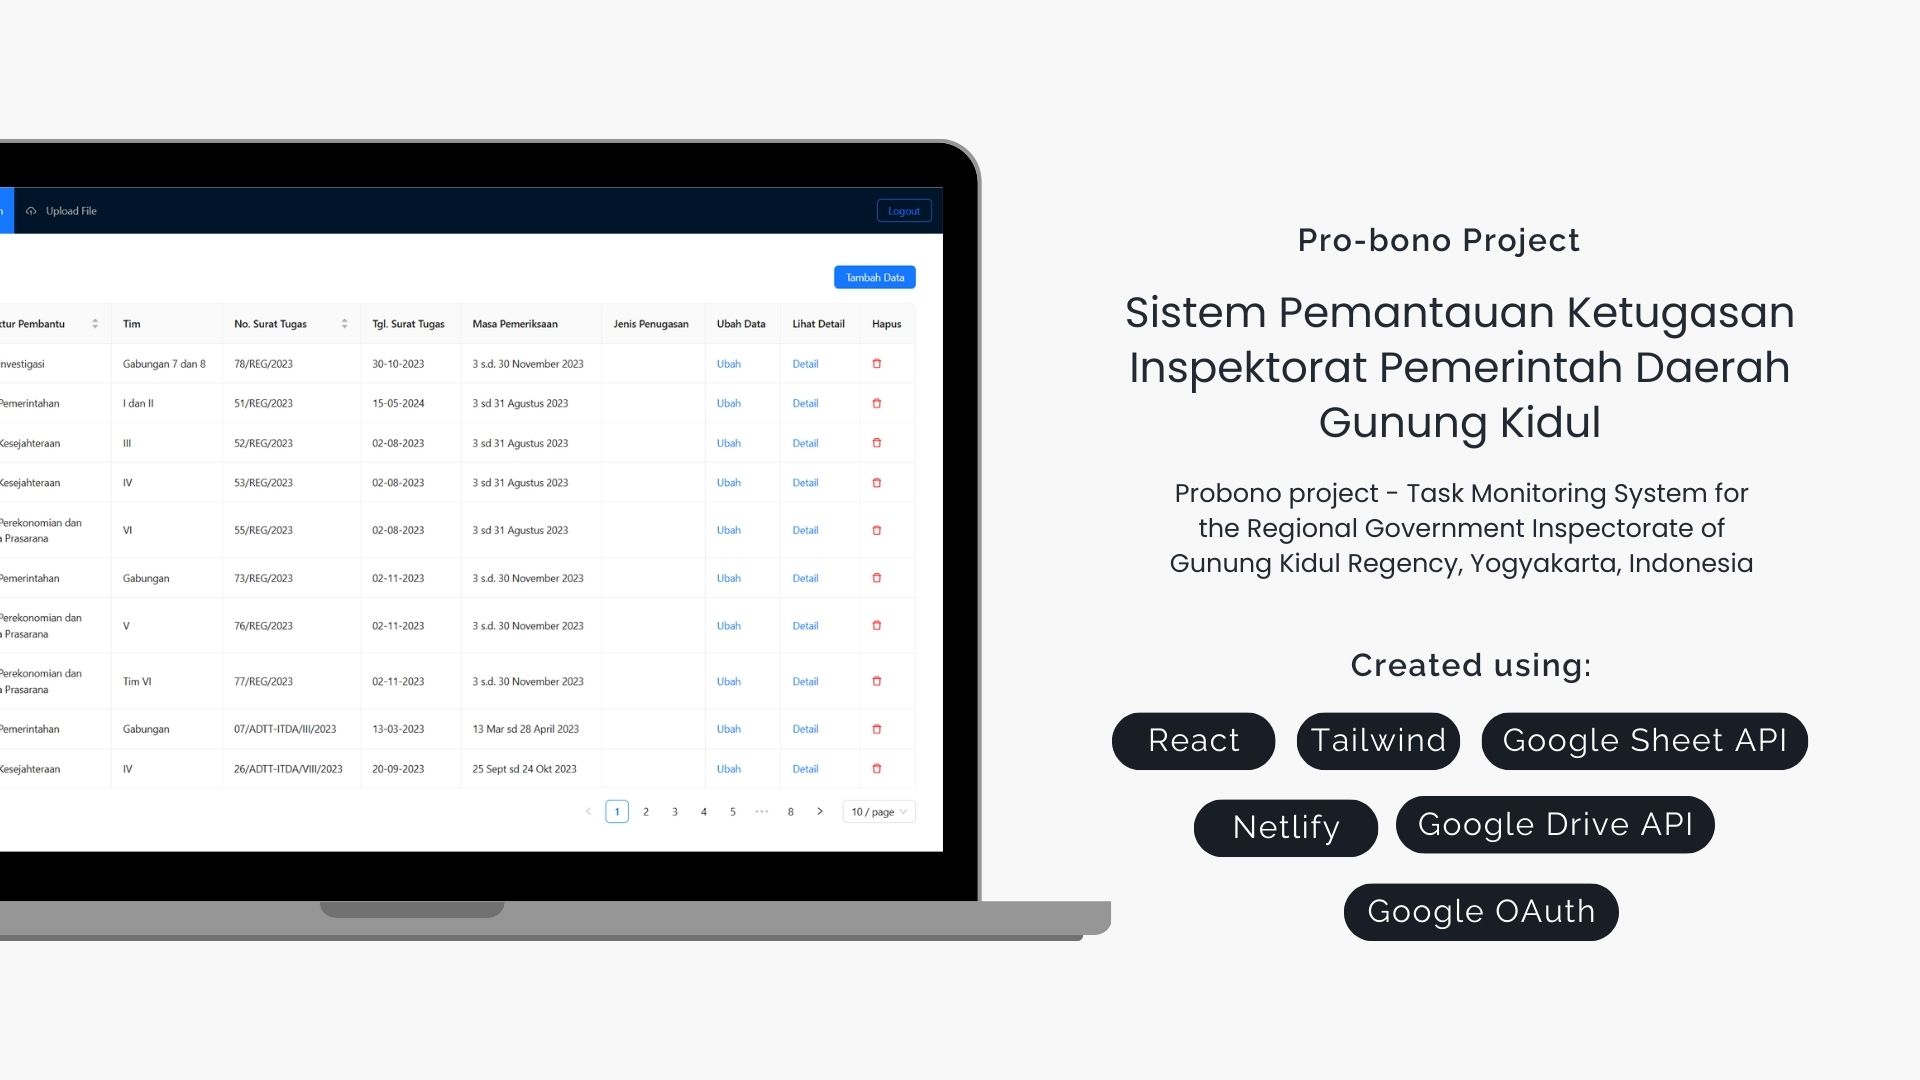 Upload File
Logout
Tambah Data
Pembantu Tim No. Surat Tugas Tgl. Surat Tugas Masa Pemeriksaan Jenis Penugasan Ubah Data Lihat Detail Hapus
Gabungan 7 dan 8 78/REG/2023 30-10-2023 3 s.d. 30 November 2023 Ubah Detail
Pemerintahan I dan II 51/REG/2023 15-05-2024 3 sd 31 Agustus 2023 Ubah Detail
Kesejahteraan III 52/REG/2023 02-08-2023 3 sd 31 Agustus 2023 Ubah Detail
Kesejahteraan IV 53/REG/2023 02-08-2023 3 sd 31 Agustus 2023 Ubah Detail
Perekonomian dan
Prasarana VI 55/REG/2023 02-08-2023 3 sd 31 Agustus 2023 Ubah Detail
Pemerintahan Gabungan 73/REG/2023 02-11-2023 3 s.d. 30 November 2023 Ubah Detail
Perekonomian dan
Prasarana V 76/REG/2023 02-11-2023 3 s.d. 30 November 2023 Ubah Detail
Perekonomian dan
Prasarana Tim VI 77/REG/2023 02-11-2023 3 s.d. 30 November 2023 Ubah Detail
Pemerintahan Gabungan 07/ADTT-ITDA/III/2023 13-03-2023 13 Mar sd 28 April 2023 Ubah Detail
Kesejahteraan IV 26/ADTT-ITDA/VIII/2023 20-09-2023 25 Sept sd 24 Okt 2023 Ubah Detail
< 1 2 3 4 5 ••• 8 > 10 / page
Pro-bono Project
Sistem Pemantauan Ketugasan
Inspektorat Pemerintah Daerah
Gunung Kidul
Probono project - Task Monitoring System for
the Regional Government Inspectorate of
Gunung Kidul Regency, Yogyakarta, Indonesia
Created using:
React Tailwind Google Sheet API
Netlify Google Drive API
Google OAuth